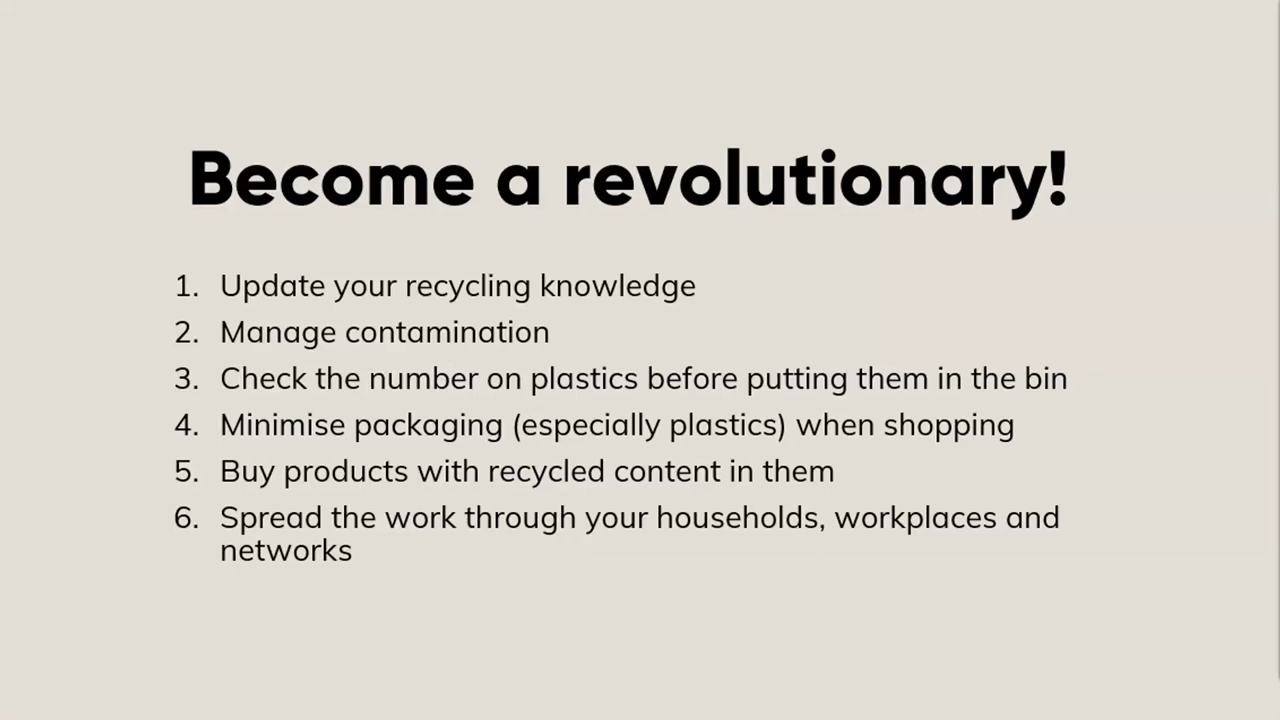 Become a revolutionary!
1. Update your recycling knowledge
2. Manage contamination
3. Check the number on plastics before putting them in the bin
4. Minimise packaging (especially plastics) when shopping
5. Buy products with recycled content in them
6. Spread the work through your households, workplaces and
networks